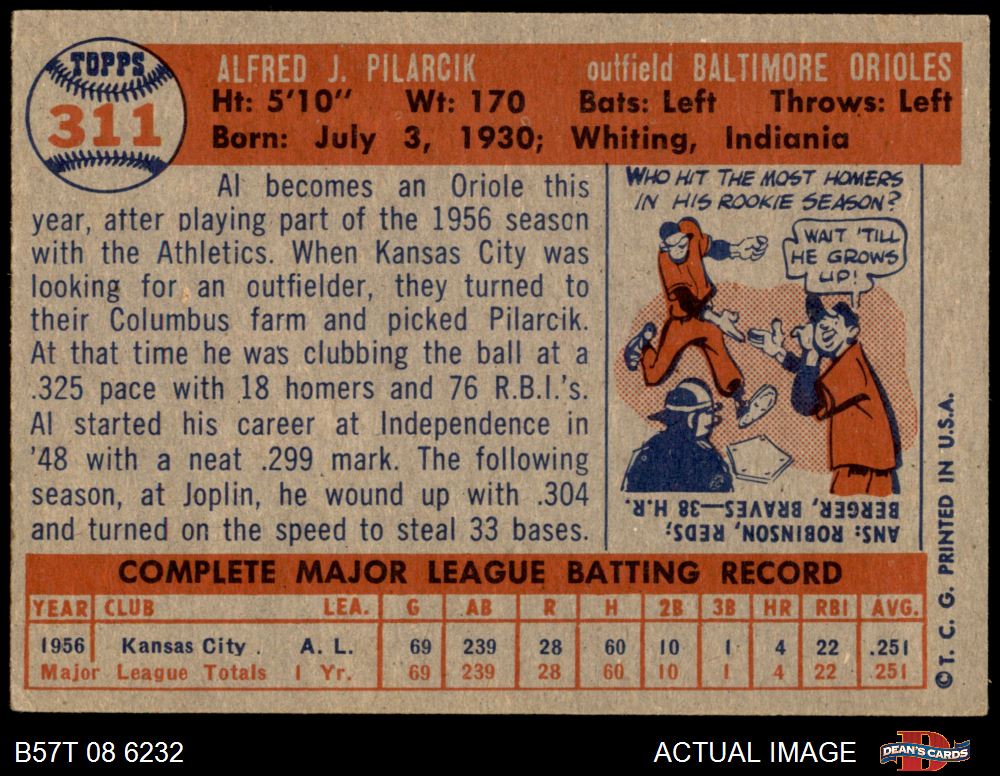 TOPPS
311
ALFRED J. PILARCIK outfield BALTIMORE ORIOLES
Ht: 5'10" Wt: 170 Bats: Left Throws: Left
Born: July 3, 1930; Whiting, Indiania
Al becomes an Oriole this
year, after playing part of the 1956 season
with the Athletics. When Kansas City was
looking for an outfielder, they turned to
their Columbus farm and picked Pilarcik.
At that time he was clubbing the ball at a
.325 pace with 18 homers and 76 R.B.I.'s.
Al started his career at Independence in
'48 with a neat .299 mark. The following
season, at Joplin, he wound up with .304
and turned on the speed to steal 33 bases.
WHO HIT THE MOST HOMERS
IN HIS ROOKIE SEASON?
WAIT 'TILL
HE GROWS
UP!
ANS: ROBINSON, REDS;
BERGER, BRAVES—38 H.R.
COMPLETE MAJOR LEAGUE BATTING RECORD
YEAR CLUB LEA. G AB R H 2B 3B HR RBI AVG.
1956 Kansas City . A. L. 69 239 28 60 10 1 4 22 .251
Major League Totals 1 Yr. 69 239 28 60 10 1 4 22 .251
© T. C. G. PRINTED IN U.S.A.
B57T 08 6232 ACTUAL IMAGE
D
DEAN'S CARDS